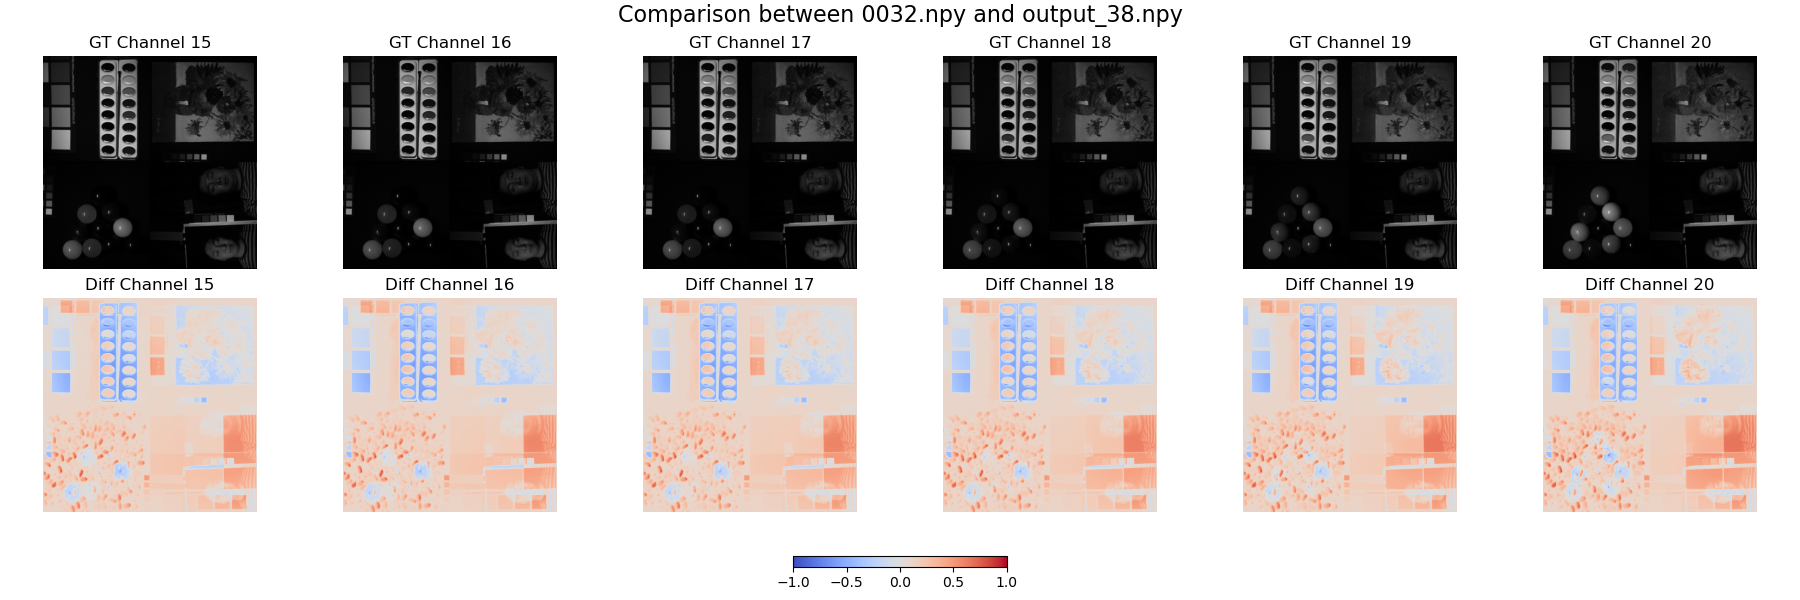 Comparison between 0032.npy and output_38.npy
GT Channel 15 GT Channel 16 GT Channel 17 GT Channel 18 GT Channel 19 GT Channel 20
Diff Channel 15 Diff Channel 16 Diff Channel 17 Diff Channel 18 Diff Channel 19 Diff Channel 20
−1.0 −0.5 0.0 0.5 1.0